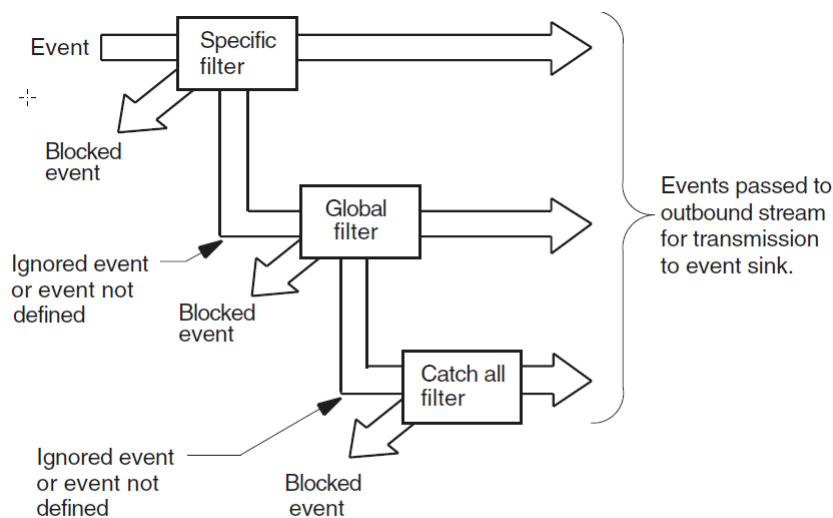 Event
Specific
filter
Blocked
event
Events passed to
outbound stream
for transmission
to event sink.
Global
filter
Ignored event
or event not
defined
Blocked
event
Catch all
filter
Ignored event
or event not
defined
Blocked
event